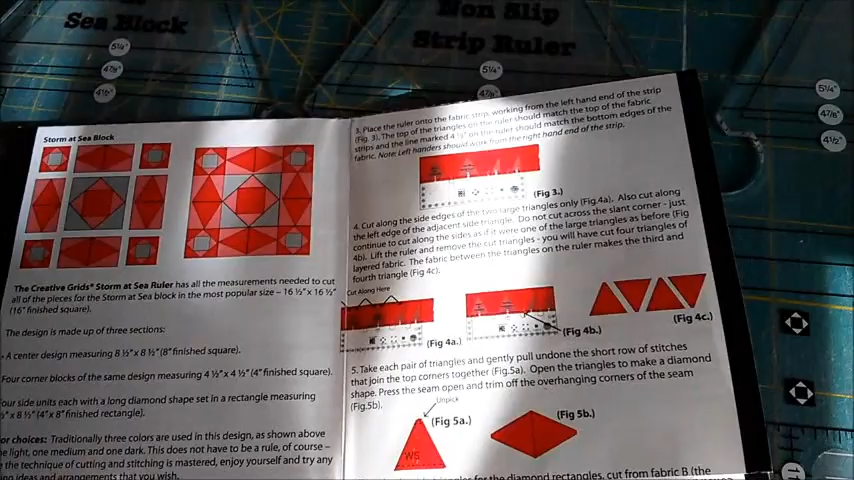 Sea Block
Non Slip
Strip Ruler
5¼"
4⅞"
4½"
5¼"
4⅞"
5¼"
4⅞"
4½"
Storm at Sea Block
The Creative Grids® Storm at Sea Ruler has all the measurements needed to cut
all of the pieces for the Storm at Sea block in the most popular size – 16 ½" x 16 ½"
(16" finished square).
The design is made up of three sections:
A center design measuring 8 ½" x 8 ½" (8" finished square).
Four corner blocks of the same design measuring 4 ½" x 4 ½" (4" finished square).
Four side units each with a long diamond shape set in a rectangle measuring
x 8 ½" (4"x 8" finished rectangle).
or choices: Traditionally three colors are used in this design, as shown above
e light, one medium and one dark. This does not have to be a rule, of course –
the technique of cutting and stitching is mastered, enjoy yourself and try any
ing ideas and arrangements that you wish.
3. Place the ruler onto the fabric strip, working from the left hand end of the strip
(Fig 3.) The top of the triangles on the ruler should match the top of the fabric
strips and the line marked 4 ½" on the ruler should match the bottom edges of the
fabric. Note: Left handers should work from the right hand end of the strip.
(Fig 3.)
4. Cut along the side edges of the two large triangles only (Fig.4a). Also cut along
the left edge of the adjacent side triangle. Do not cut across the slant corner - just
continue to cut along the sides as if it were one of the large triangles as before (Fig
4b). Lift the ruler and remove the cut triangles - you will have cut four triangles of
layered fabric. The fabric between the triangles on the ruler makes the third and
fourth triangle (Fig 4c).
Cut Along Here
(Fig 4a.)
(Fig 4b.)
(Fig 4c.)
5. Take each pair of triangles and gently pull undone the short row of stitches
that join the top corners together (Fig.5a). Open the triangles to make a diamond
shape. Press the seam open and trim off the overhanging corners of the seam
(Fig.5b).
Unpick
(Fig 5a.)
(Fig 5b.)
WS
triangles for the diamond rectangles, cut from fabric B (the